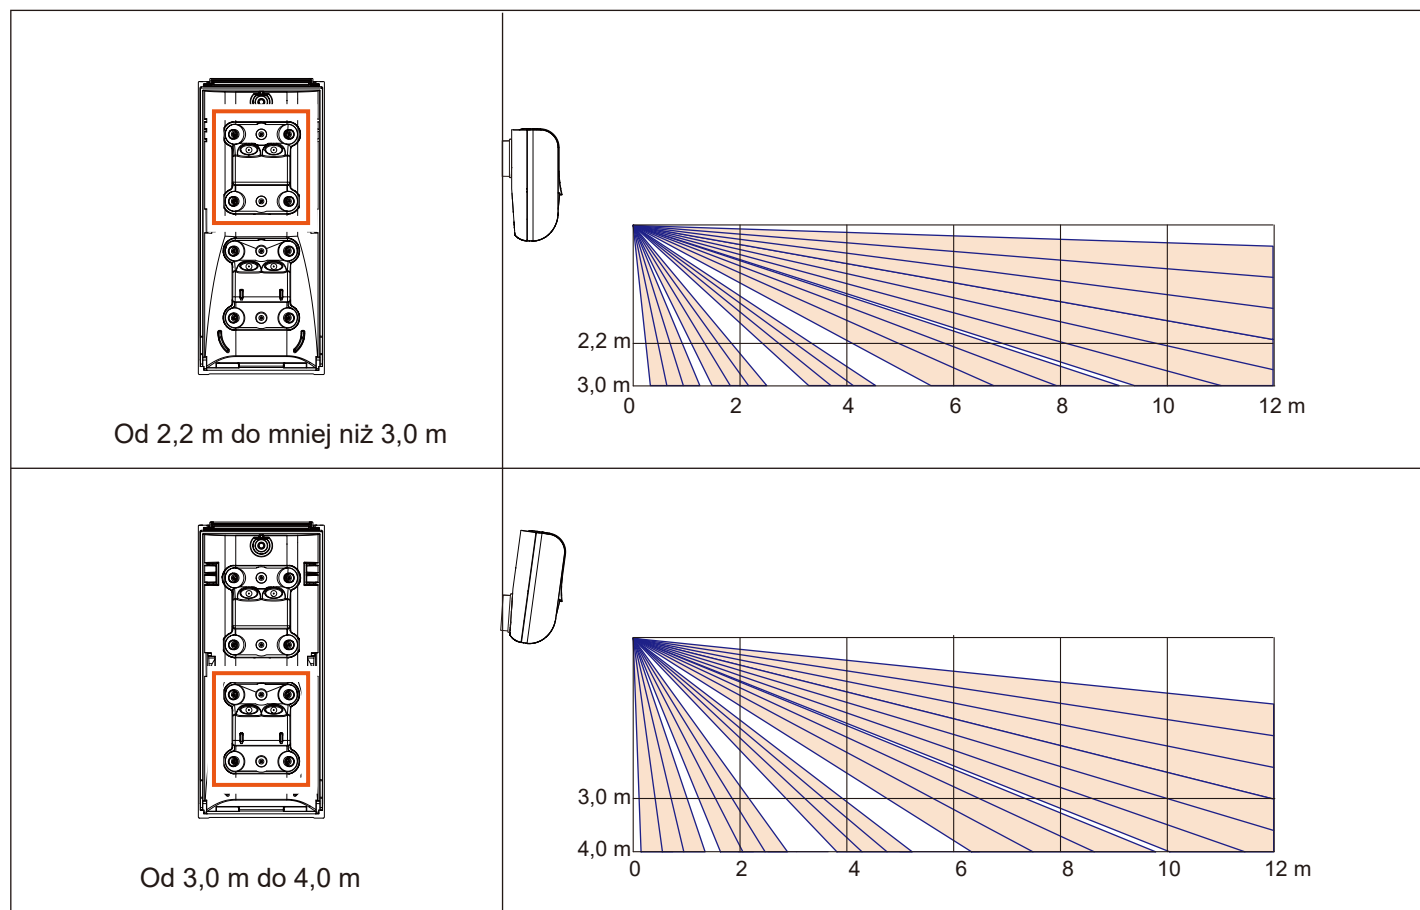 2,2 m
3,0 m
0 2 4 6 8 10 12 m
Od 2,2 m do mniej niż 3,0 m
3,0 m
4,0 m
0 2 4 6 8 10 12 m
Od 3,0 m do 4,0 m